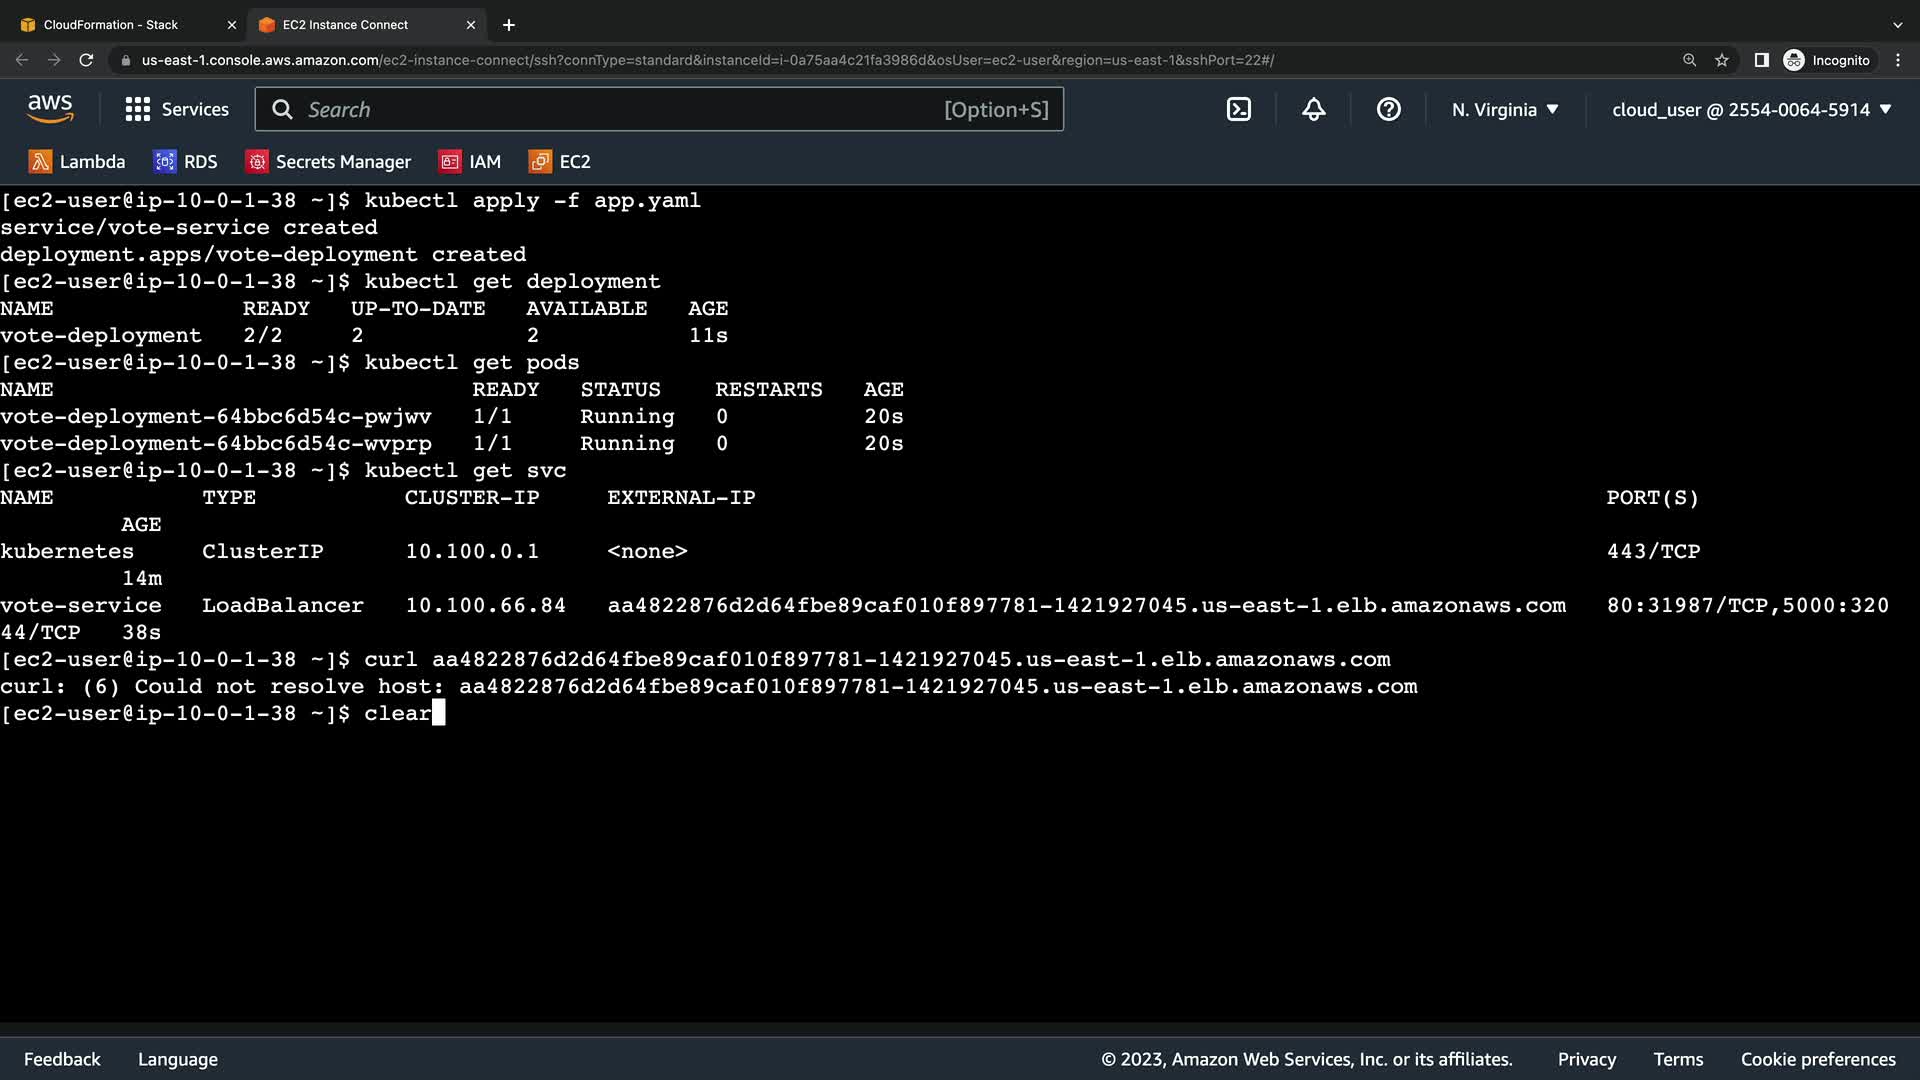 CloudFormation - Stack
EC2 Instance Connect
us-east-1.console.aws.amazon.com/ec2-instance-connect/ssh?connType=standard&instanceId=i-0a75aa4c21fa3986d&osUser=ec2-user&region=us-east-1&sshPort=22#/
Incognito
aws
Services
Search
[Option+S]
N. Virginia
cloud_user @ 2554-0064-5914
Lambda
RDS
Secrets Manager
IAM
EC2
[ec2-user@ip-10-0-1-38 ~]$ kubectl apply -f app.yaml
service/vote-service created
deployment.apps/vote-deployment created
[ec2-user@ip-10-0-1-38 ~]$ kubectl get deployment
NAME              READY   UP-TO-DATE   AVAILABLE   AGE
vote-deployment   2/2     2            2           11s
[ec2-user@ip-10-0-1-38 ~]$ kubectl get pods
NAME                               READY   STATUS    RESTARTS   AGE
vote-deployment-64bbc6d54c-pwjwv   1/1     Running   0          20s
vote-deployment-64bbc6d54c-wvprp   1/1     Running   0          20s
[ec2-user@ip-10-0-1-38 ~]$ kubectl get svc
NAME           TYPE           CLUSTER-IP     EXTERNAL-IP                                                               PORT(S)
         AGE
kubernetes     ClusterIP      10.100.0.1     <none>                                                                    443/TCP
         14m
vote-service   LoadBalancer   10.100.66.84   aa4822876d2d64fbe89caf010f897781-1421927045.us-east-1.elb.amazonaws.com   80:31987/TCP,5000:320
44/TCP   38s
[ec2-user@ip-10-0-1-38 ~]$ curl aa4822876d2d64fbe89caf010f897781-1421927045.us-east-1.elb.amazonaws.com
curl: (6) Could not resolve host: aa4822876d2d64fbe89caf010f897781-1421927045.us-east-1.elb.amazonaws.com
[ec2-user@ip-10-0-1-38 ~]$ clear
Feedback
Language
© 2023, Amazon Web Services, Inc. or its affiliates.
Privacy
Terms
Cookie preferences